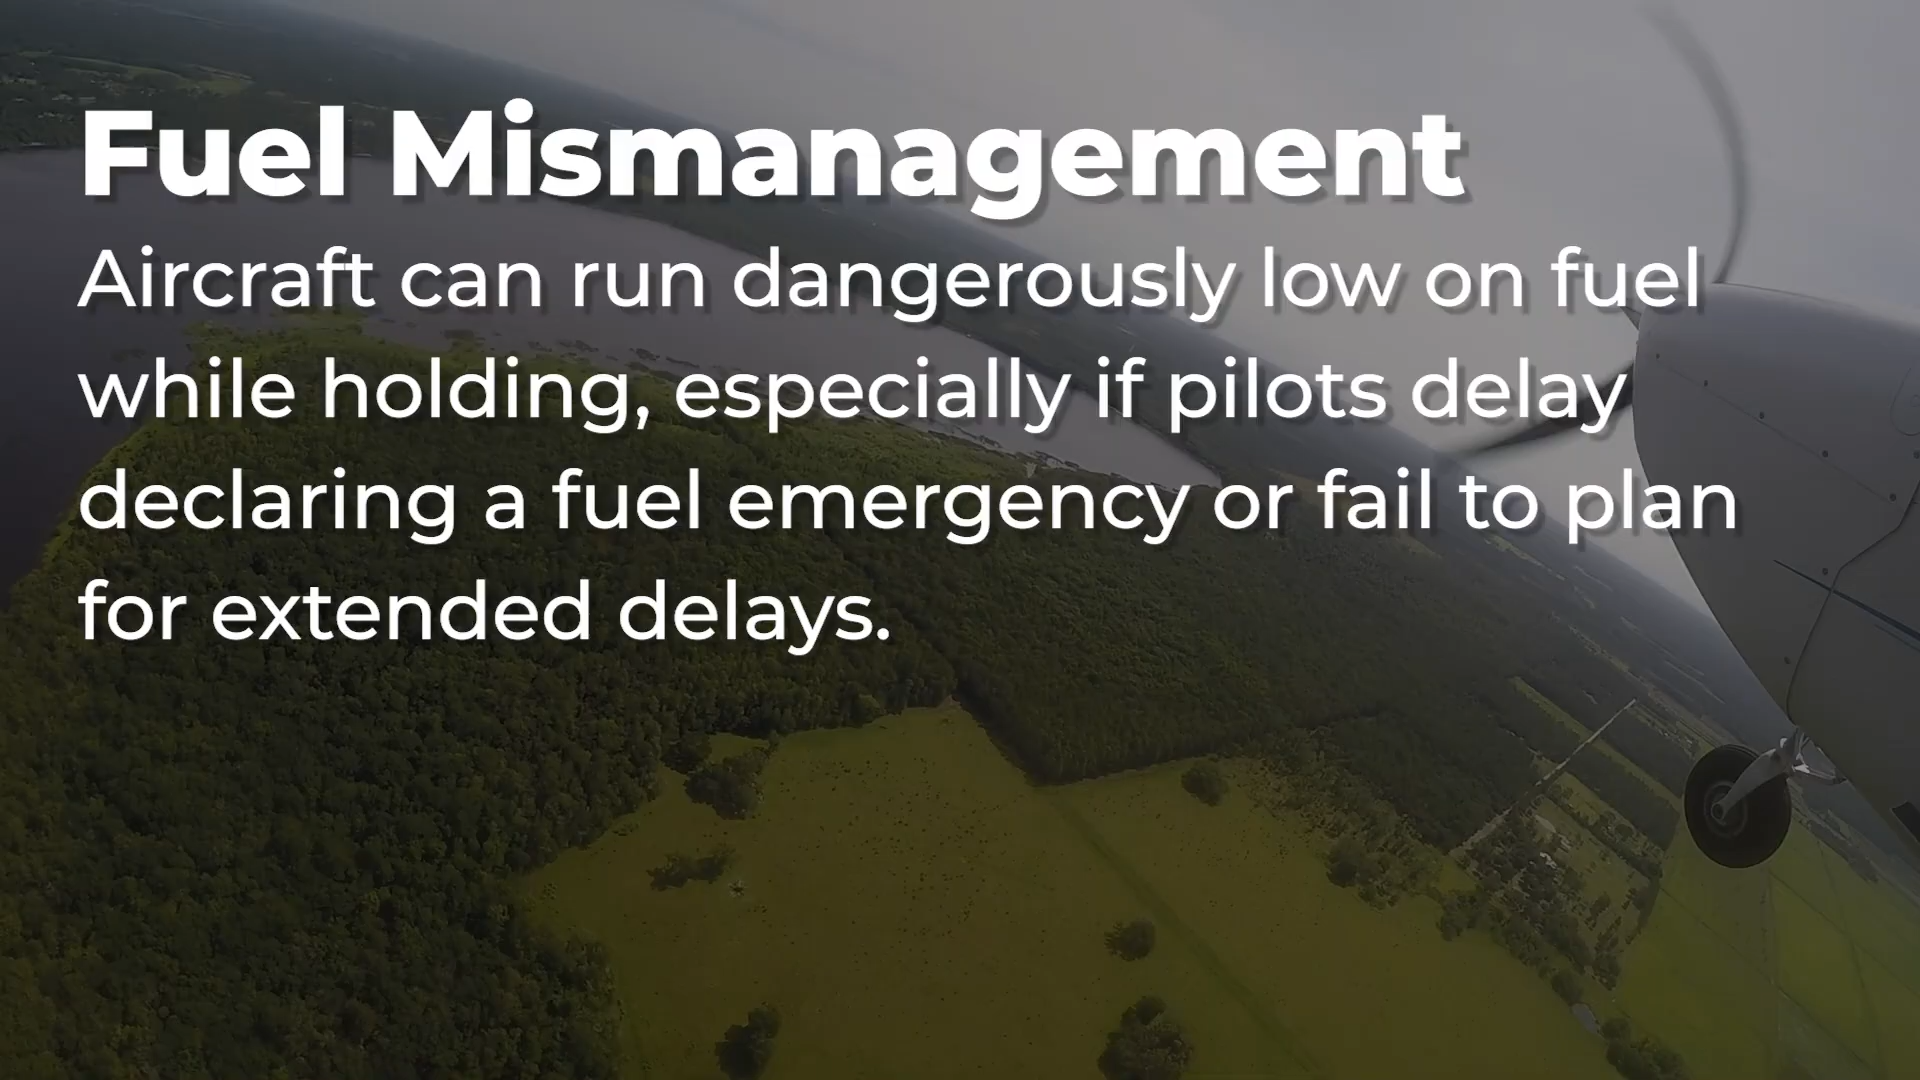 Fuel Mismanagement
Aircraft can run dangerously low on fuel
while holding, especially if pilots delay
declaring a fuel emergency or fail to plan
for extended delays.